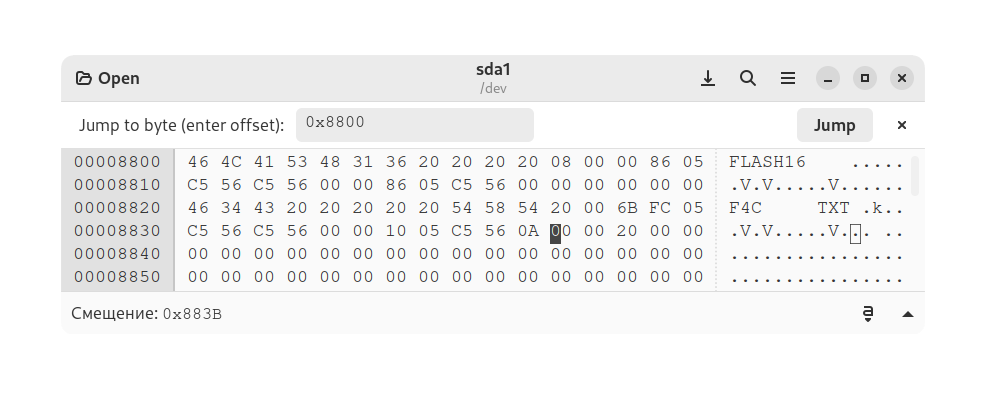 Open
sda1
/dev
Jump to byte (enter offset): 0x8800 Jump
00008800 46 4C 41 53 48 31 36 20 20 20 20 08 00 00 86 05 FLASH16    .....
00008810 C5 56 C5 56 00 00 86 05 C5 56 00 00 00 00 00 00 .V.V.....V......
00008820 46 34 43 20 20 20 20 20 54 58 54 20 00 6B FC 05 F4C     TXT .k..
00008830 C5 56 C5 56 00 00 10 05 C5 56 0A 00 00 20 00 00 .V.V.....V... ..
00008840 00 00 00 00 00 00 00 00 00 00 00 00 00 00 00 00 ................
00008850 00 00 00 00 00 00 00 00 00 00 00 00 00 00 00 00 ................
Смещение: 0x883B a